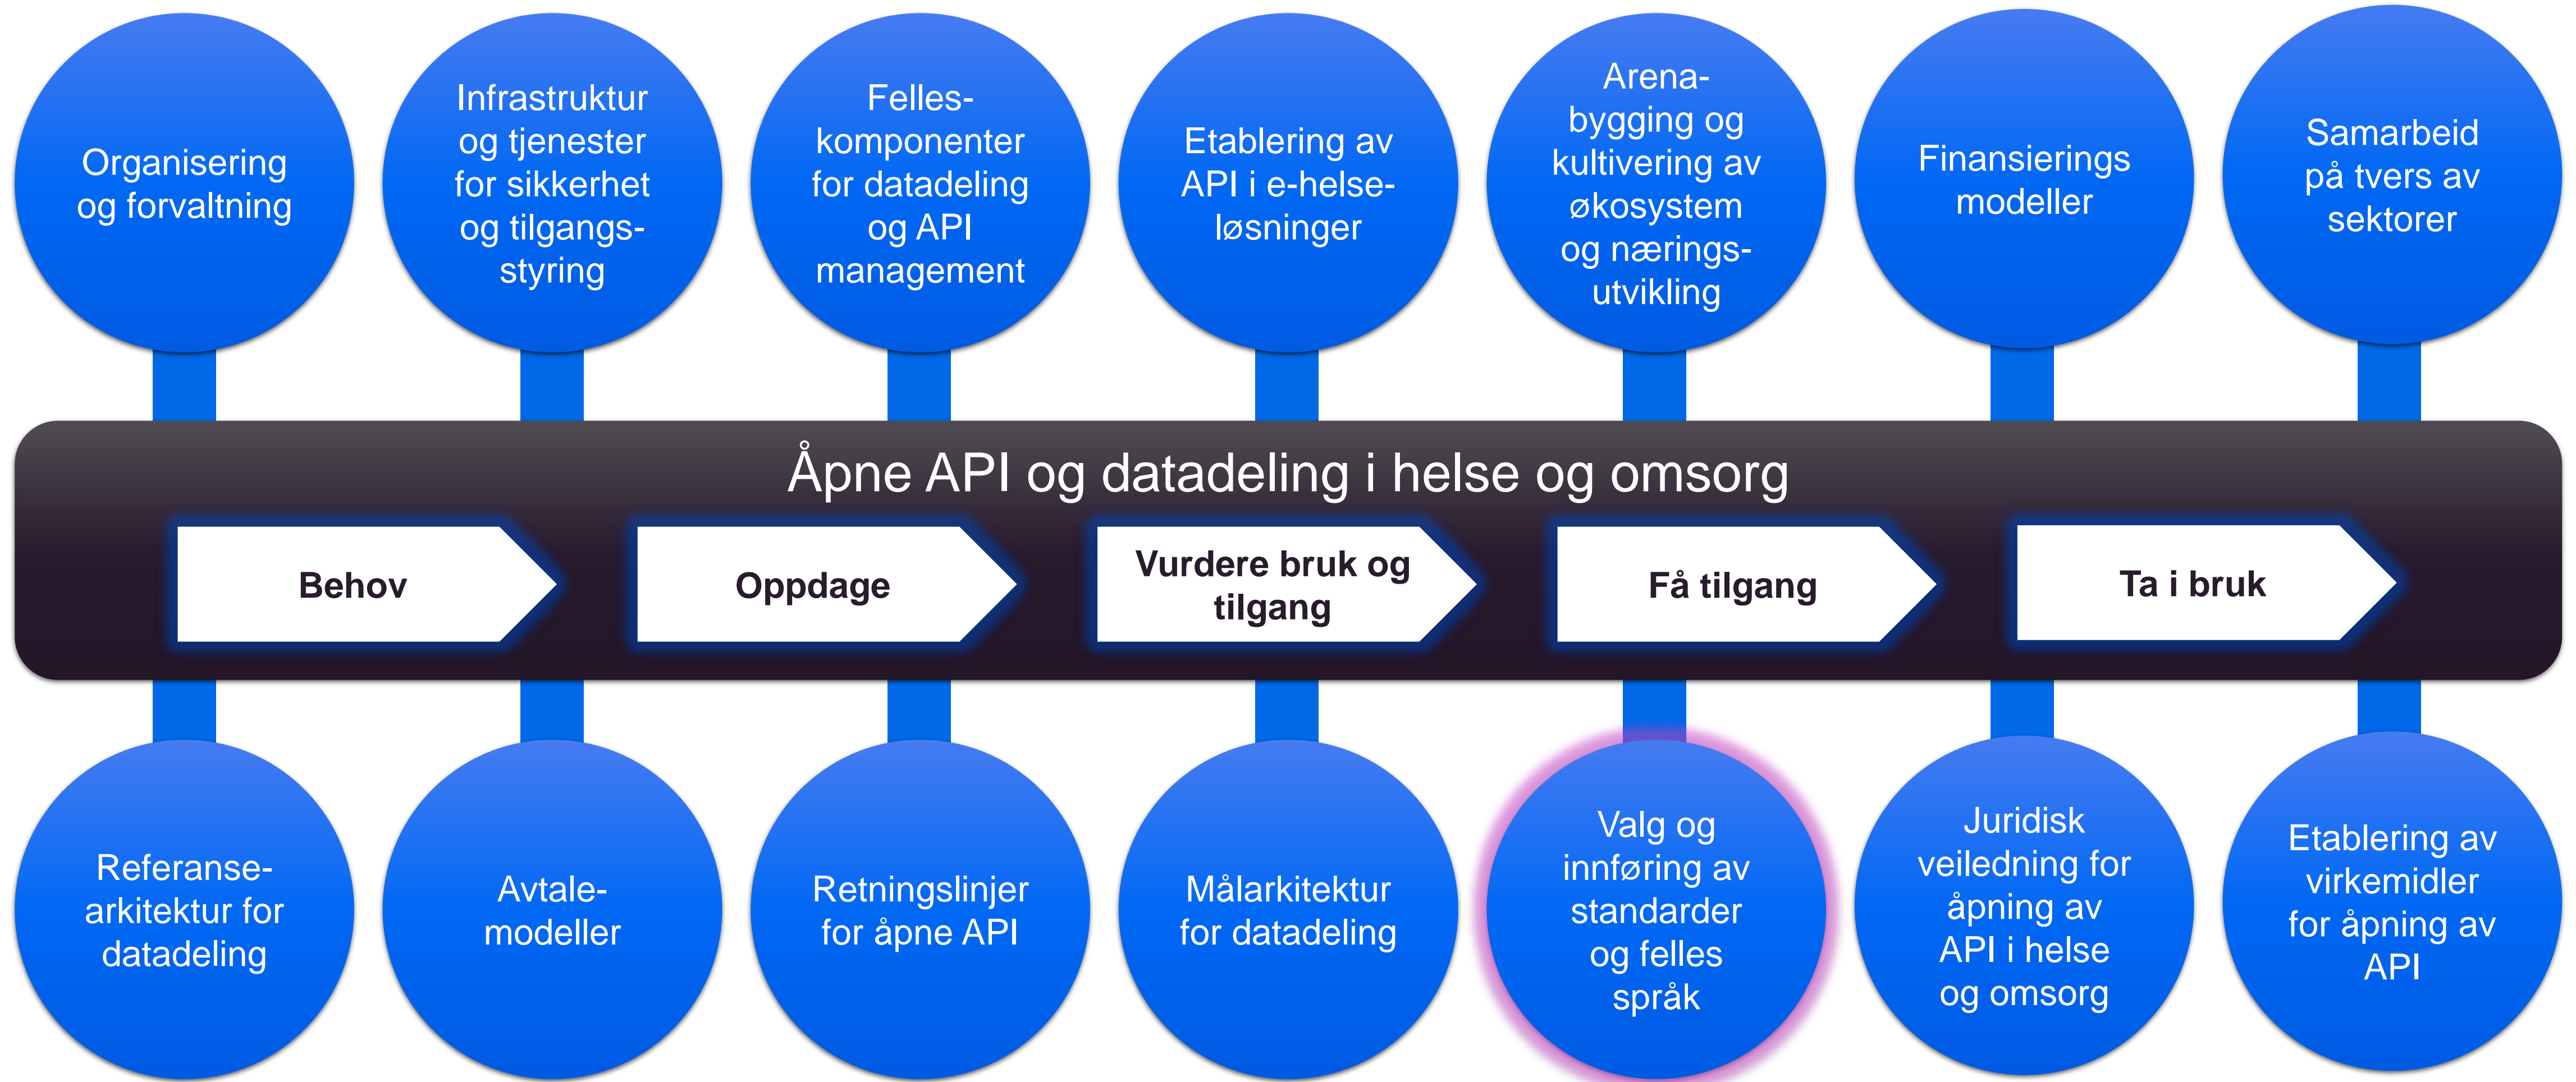 Organisering
og forvaltning
Infrastruktur
og tjenester
for sikkerhet
og tilgangs-
styring
Felles-
komponenter
for datadeling
og API
management
Etablering av
API i e-helse-
løsninger
Arena-
bygging og
kultivering av
økosystem
og nærings-
utvikling
Finansierings
modeller
Samarbeid
på tvers av
sektorer
Åpne API og datadeling i helse og omsorg
Behov
Oppdage
Vurdere bruk og
tilgang
Få tilgang
Ta i bruk
Referanse-
arkitektur for
datadeling
Avtale-
modeller
Retningslinjer
for åpne API
Målarkitektur
for datadeling
Valg og
innføring av
standarder
og felles
språk
Juridisk
veiledning for
åpning av
API i helse
og omsorg
Etablering av
virkemidler
for åpning av
API